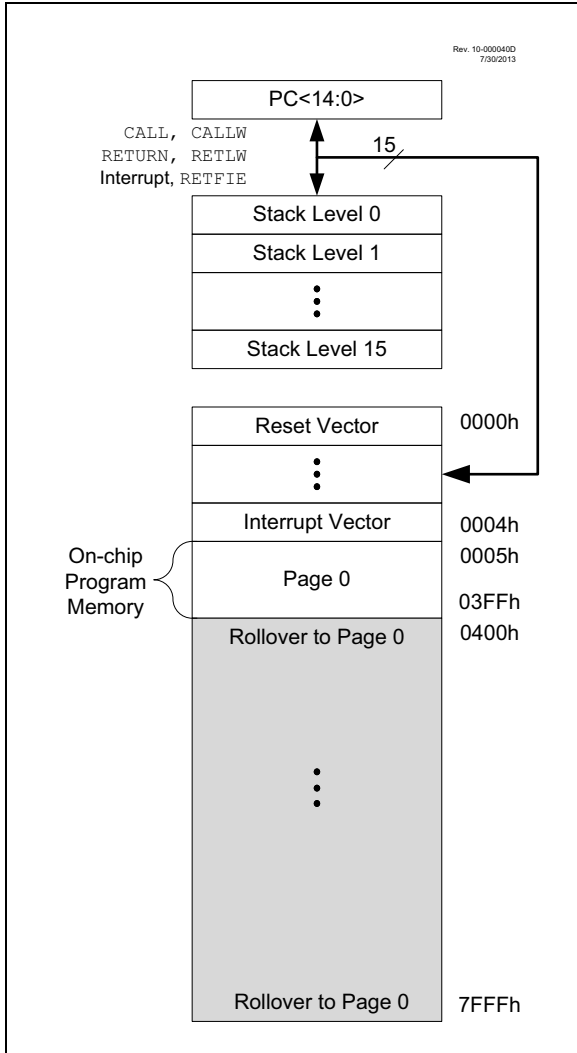 Rev. 10-000040D
7/30/2013
PC<14:0>
CALL, CALLW
RETURN, RETLW
Interrupt, RETFIE
15
Stack Level 0
Stack Level 1
Stack Level 15
Reset Vector
0000h
Interrupt Vector
0004h
On-chip
Program
Memory
Page 0
0005h
03FFh
Rollover to Page 0
0400h
Rollover to Page 0
7FFFh